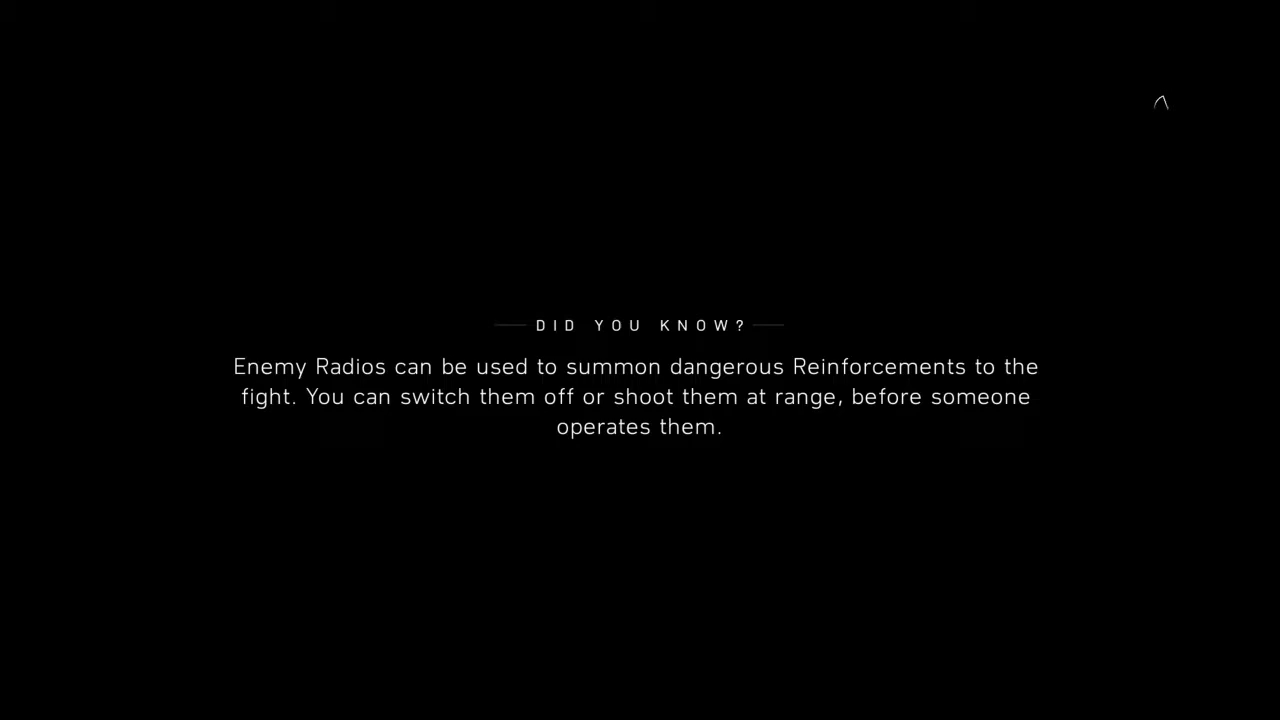 DID YOU KNOW?
Enemy Radios can be used to summon dangerous Reinforcements to the
fight. You can switch them off or shoot them at range, before someone
operates them.